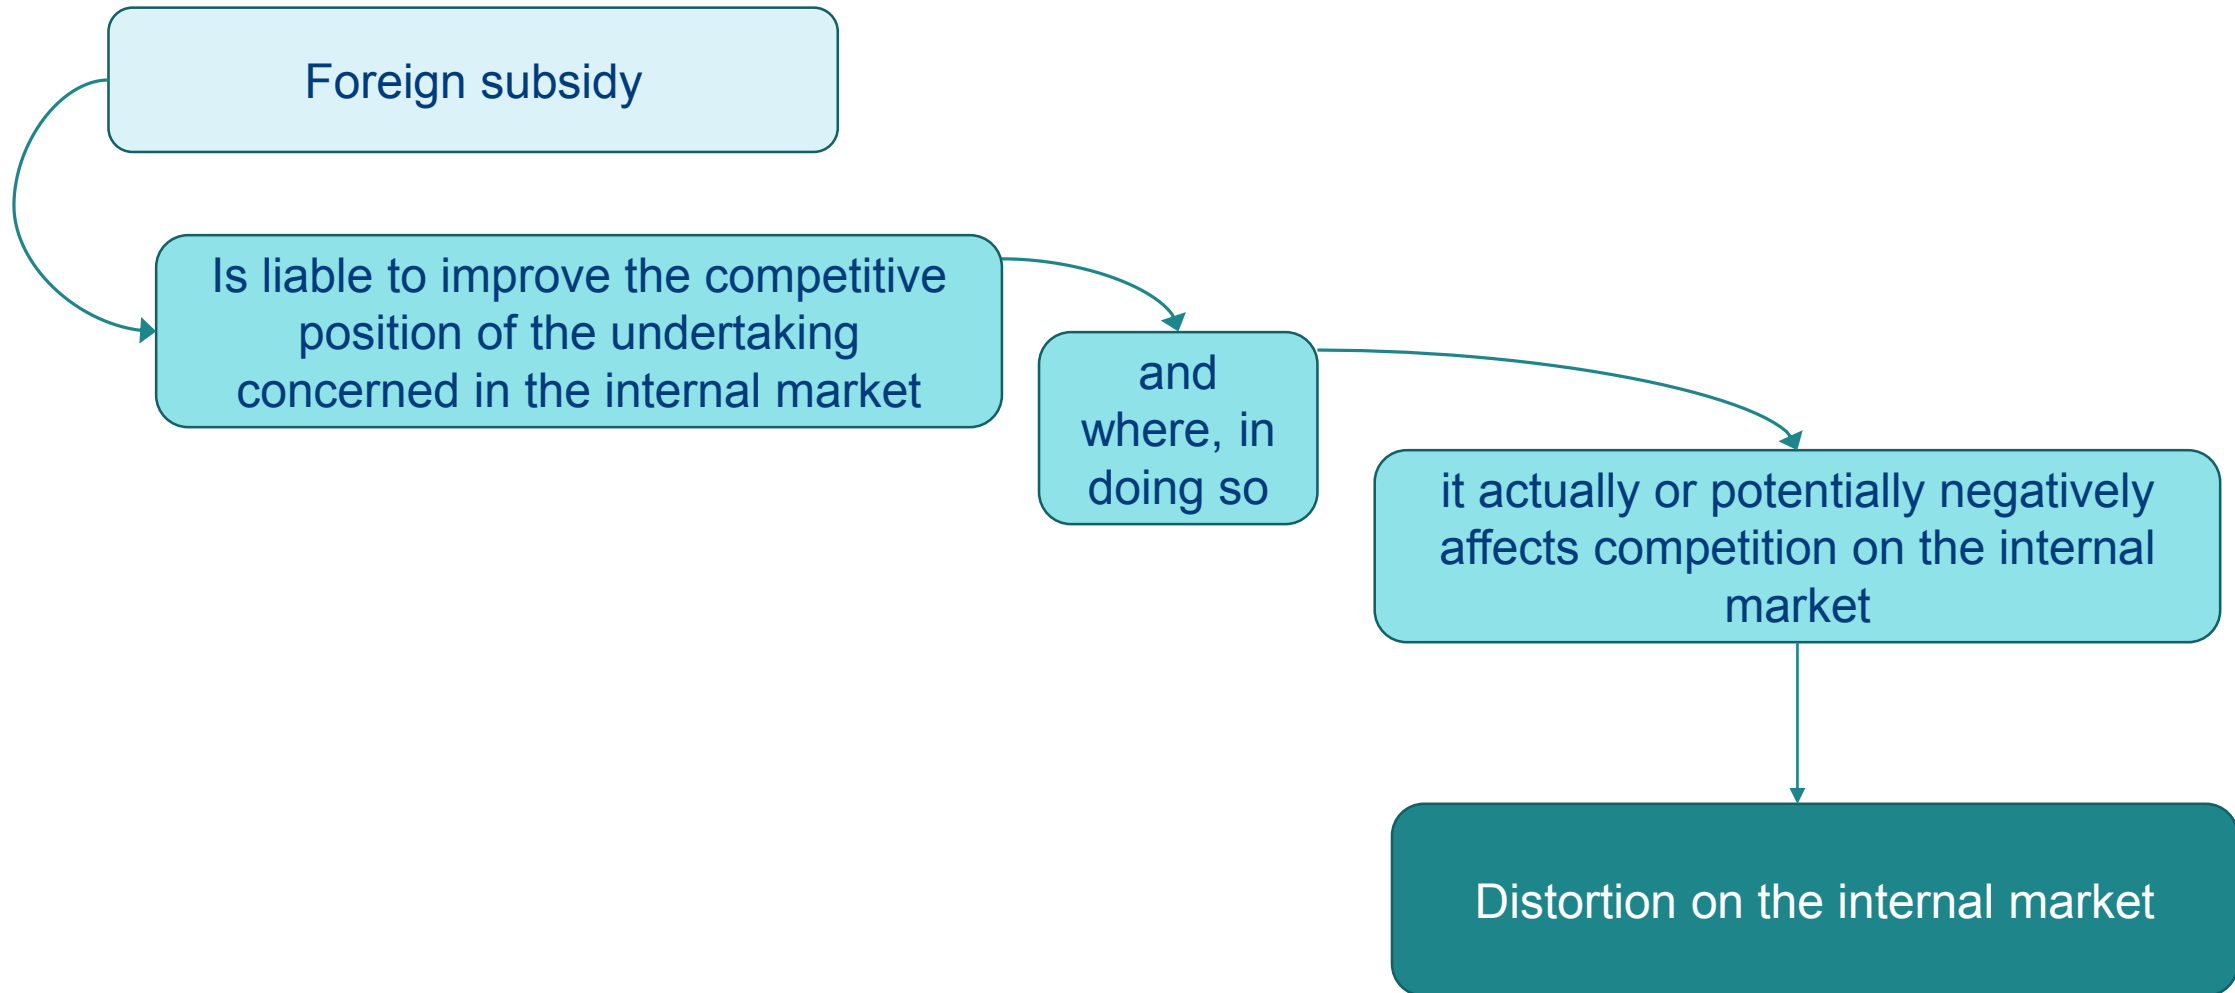 Foreign subsidy
Is liable to improve the competitive
position of the undertaking
concerned in the internal market
and
where, in
doing so
it actually or potentially negatively
affects competition on the internal
market
Distortion on the internal market